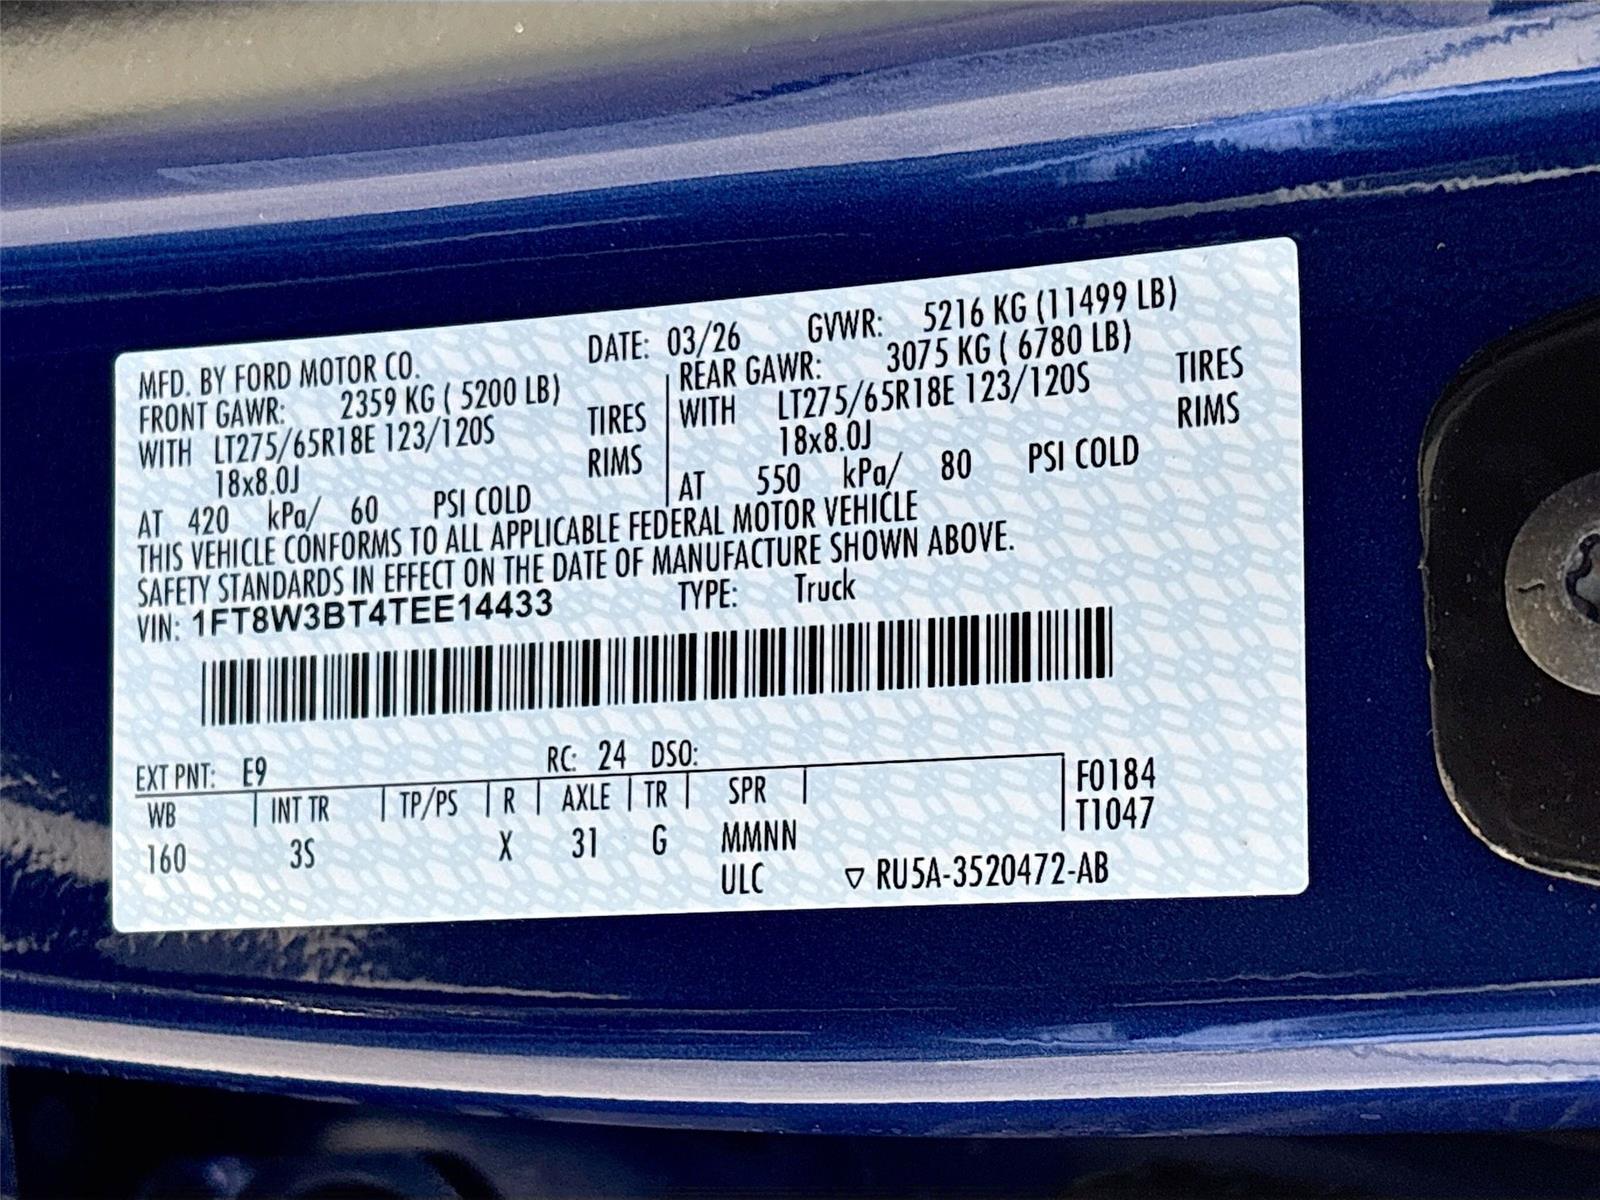 MFD. BY FORD MOTOR CO. DATE: 03/26 GVWR: 5216 KG (11499 LB)
FRONT GAWR: 2359 KG ( 5200 LB) REAR GAWR: 3075 KG ( 6780 LB)
WITH LT275/65R18E 123/120S TIRES WITH LT275/65R18E 123/120S TIRES
18x8.0J RIMS 18x8.0J RIMS
AT 420 kPa/ 60 PSI COLD AT 550 kPa/ 80 PSI COLD
THIS VEHICLE CONFORMS TO ALL APPLICABLE FEDERAL MOTOR VEHICLE
SAFETY STANDARDS IN EFFECT ON THE DATE OF MANUFACTURE SHOWN ABOVE.
VIN: 1FT8W3BT4TEE14433 TYPE: Truck
EXT PNT: E9 RC: 24 DSO:
WB INT TR TP/PS R AXLE TR SPR F0184
160 3S X 31 G MMNN T1047
ULC ▽ RU5A-3520472-AB